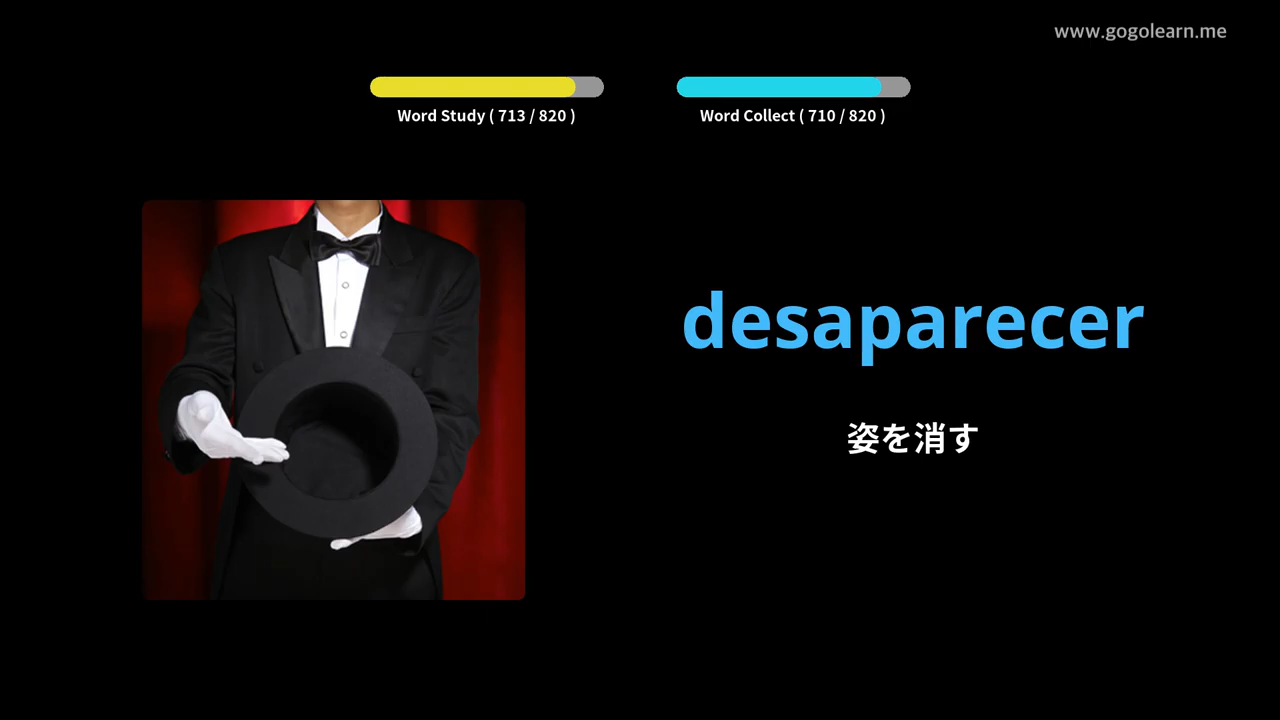 www.gogolearn.me
Word Study ( 713 / 820 )
Word Collect ( 710 / 820 )
desaparecer
姿を消す